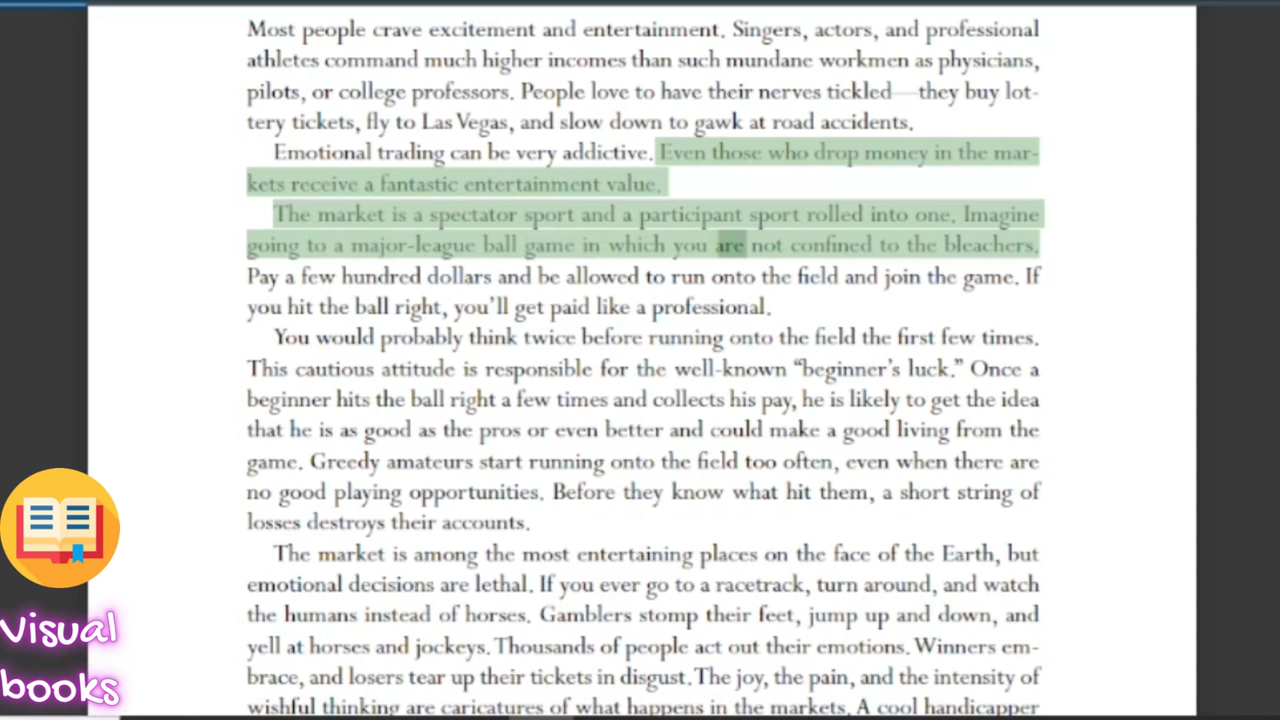 Most people crave excitement and entertainment. Singers, actors, and professional
athletes command much higher incomes than such mundane workmen as physicians,
pilots, or college professors. People love to have their nerves tickled—they buy lot-
tery tickets, fly to Las Vegas, and slow down to gawk at road accidents.
Emotional trading can be very addictive. Even those who drop money in the mar-
kets receive a fantastic entertainment value.
The market is a spectator sport and a participant sport rolled into one. Imagine
going to a major-league ball game in which you are not confined to the bleachers.
Pay a few hundred dollars and be allowed to run onto the field and join the game. If
you hit the ball right, you'll get paid like a professional.
You would probably think twice before running onto the field the first few times.
This cautious attitude is responsible for the well-known “beginner's luck.” Once a
beginner hits the ball right a few times and collects his pay, he is likely to get the idea
that he is as good as the pros or even better and could make a good living from the
game. Greedy amateurs start running onto the field too often, even when there are
no good playing opportunities. Before they know what hit them, a short string of
losses destroys their accounts.
The market is among the most entertaining places on the face of the Earth, but
emotional decisions are lethal. If you ever go to a racetrack, turn around, and watch
the humans instead of horses. Gamblers stomp their feet, jump up and down, and
yell at horses and jockeys. Thousands of people act out their emotions. Winners em-
brace, and losers tear up their tickets in disgust. The joy, the pain, and the intensity of
wishful thinking are caricatures of what happens in the markets. A cool handicapper
Visual
books